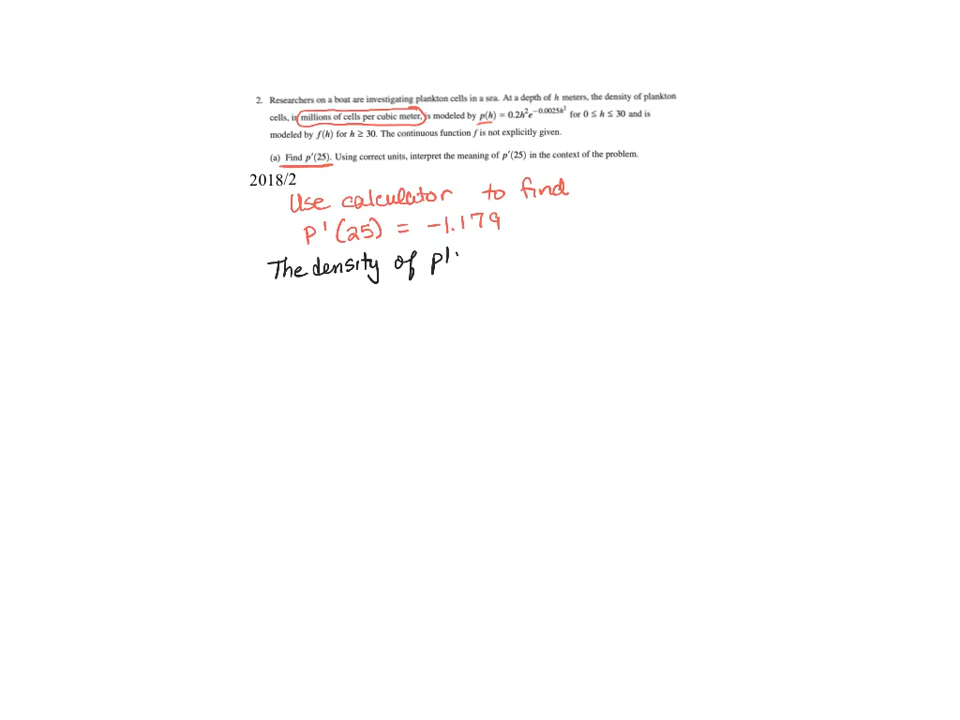 2. Researchers on a boat are investigating plankton cells in a sea. At a depth of h meters, the density of plankton
cells, in millions of cells per cubic meter, is modeled by p(h) = 0.2h²e^(−0.0025h²) for 0 ≤ h ≤ 30 and is
modeled by f(h) for h ≥ 30. The continuous function f is not explicitly given.
(a) Find p′(25). Using correct units, interpret the meaning of p′(25) in the context of the problem.
2018/2
Use calculator to find
P'(25) = −1.179
The density of pl